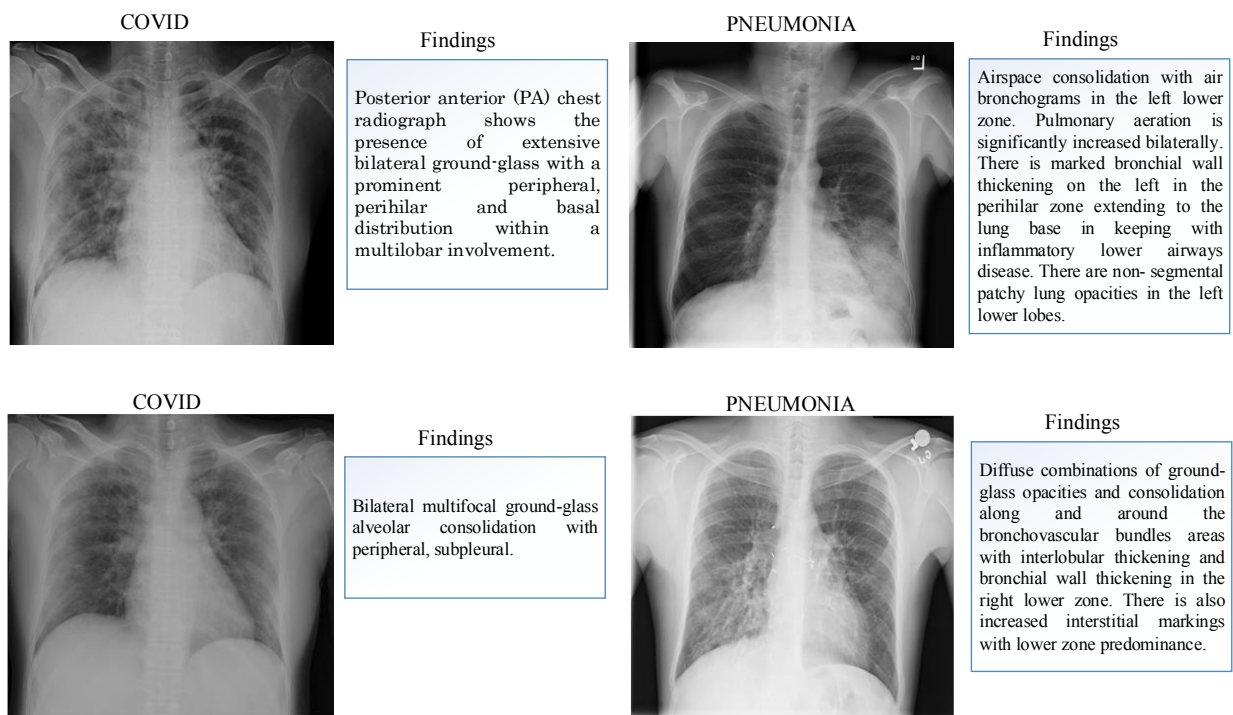 COVID
Findings
Posterior anterior (PA) chest
radiograph shows the
presence of extensive
bilateral ground-glass with a
prominent peripheral,
perihilar and basal
distribution within a
multilobar involvement.
PNEUMONIA
Findings
Airspace consolidation with air
bronchograms in the left lower
zone. Pulmonary aeration is
significantly increased bilaterally.
There is marked bronchial wall
thickening on the left in the
perihilar zone extending to the
lung base in keeping with
inflammatory lower airways
disease. There are non- segmental
patchy lung opacities in the left
lower lobes.
COVID
Findings
Bilateral multifocal ground-glass
alveolar consolidation with
peripheral, subpleural.
PNEUMONIA
Findings
Diffuse combinations of ground-
glass opacities and consolidation
along and around the
bronchovascular bundles areas
with interlobular thickening and
bronchial wall thickening in the
right lower zone. There is also
increased interstitial markings
with lower zone predominance.